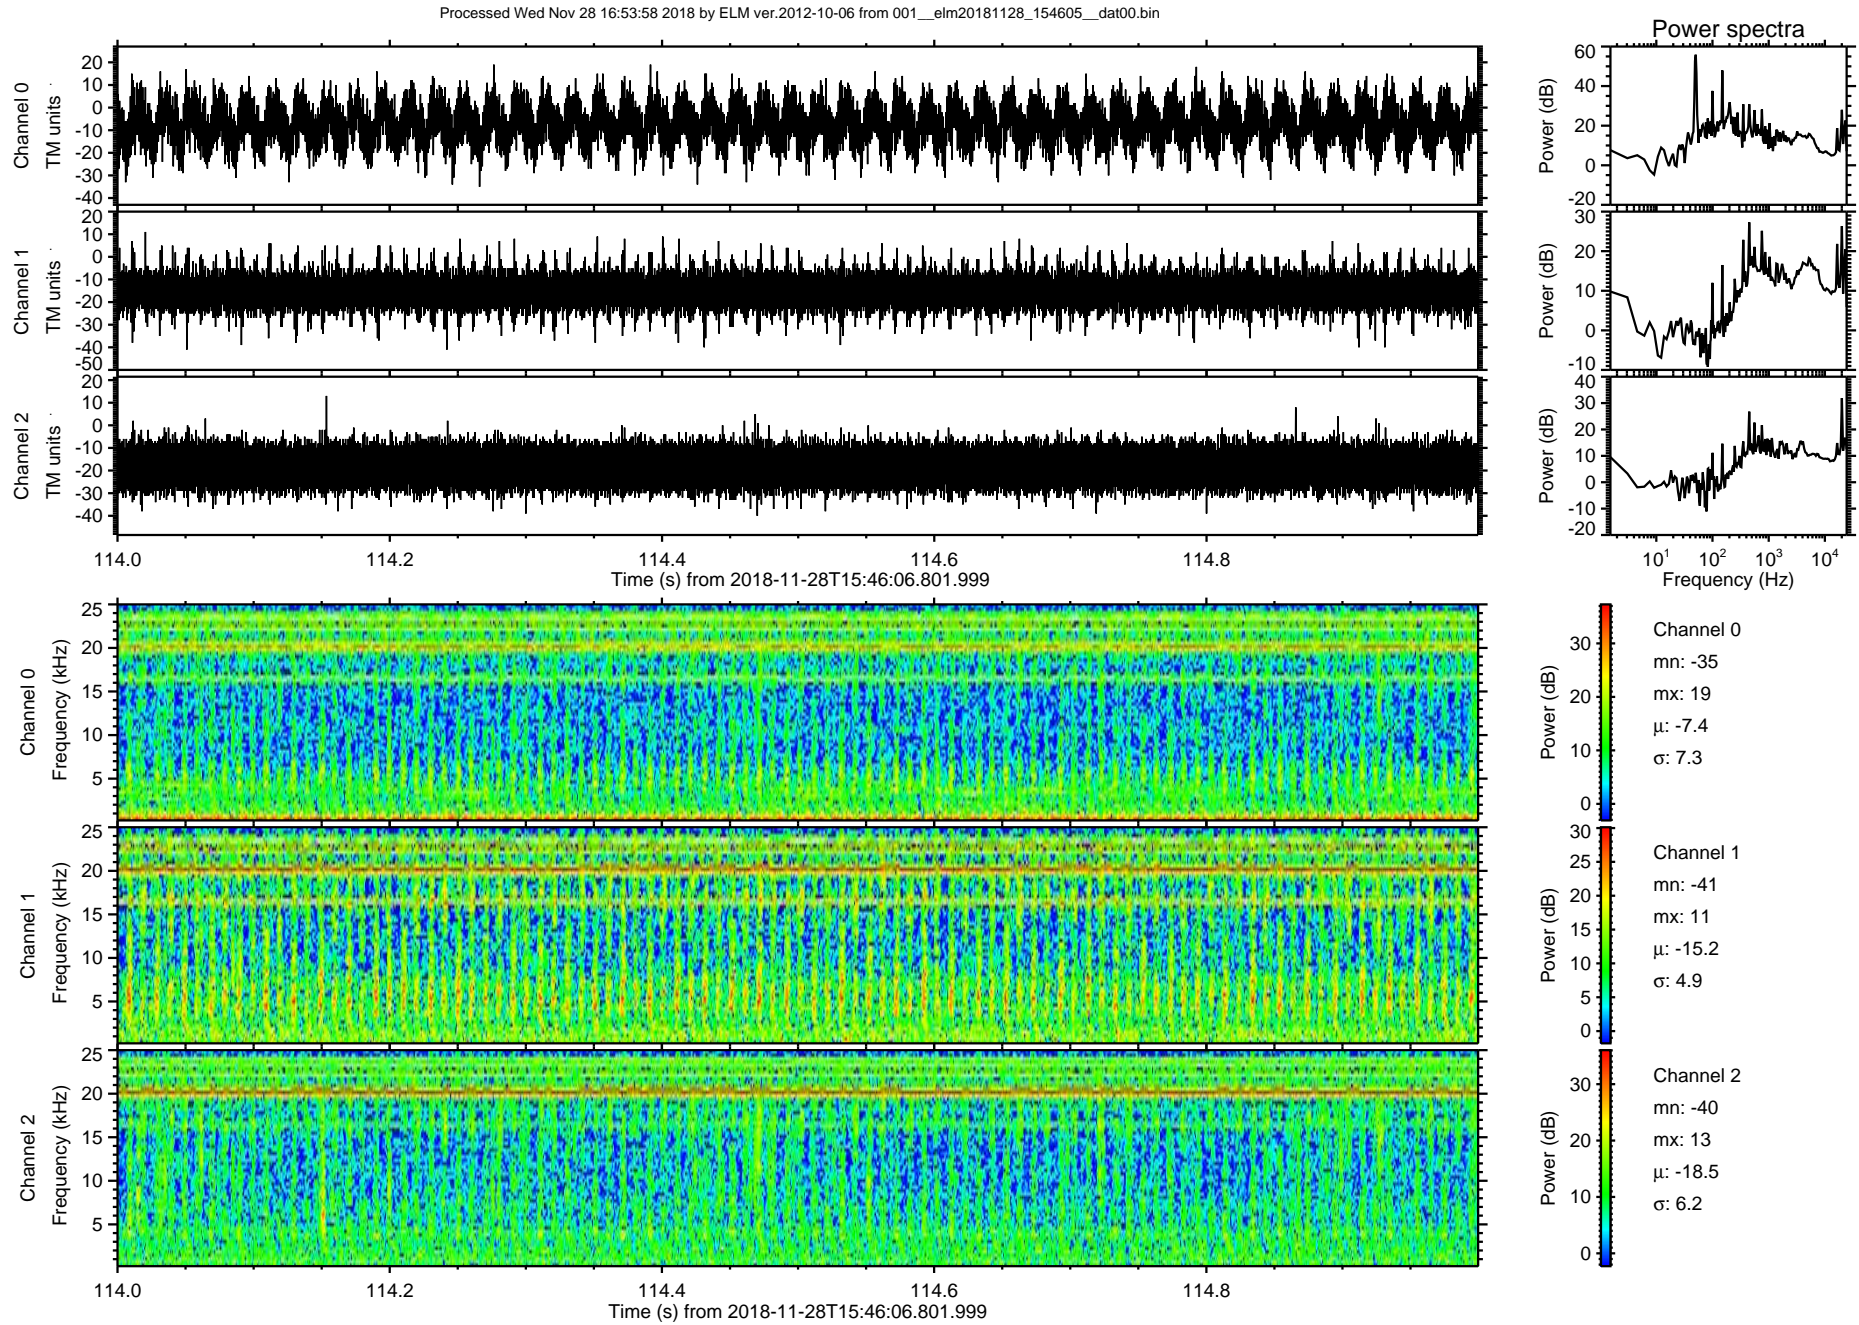 Processed Wed Nov 28 16:53:58 2018 by ELM ver.2012-10-06 from 001__elm20181128_154605__dat00.bin
Power spectra
Channel 0
TM units
20
10
0
-10
-20
-30
-40
Power (dB)
60
40
20
0
-20
Channel 1
TM units
20
10
0
-10
-20
-30
-40
-50
Power (dB)
30
20
10
0
-10
Channel 2
TM units
20
10
0
-10
-20
-30
-40
Power (dB)
40
30
20
10
0
-10
-20
114.0 114.2 114.4 114.6 114.8
Time (s) from 2018-11-28T15:46:06.801.999
10^1 10^2 10^3 10^4
Frequency (Hz)
Channel 0
Frequency (kHz)
25
20
15
10
5
Power (dB)
30
20
10
0
Channel 0
mn: -35
mx: 19
μ: -7.4
σ: 7.3
Channel 1
Frequency (kHz)
25
20
15
10
5
Power (dB)
30
25
20
15
10
5
0
Channel 1
mn: -41
mx: 11
μ: -15.2
σ: 4.9
Channel 2
Frequency (kHz)
25
20
15
10
5
Power (dB)
30
20
10
0
Channel 2
mn: -40
mx: 13
μ: -18.5
σ: 6.2
114.0 114.2 114.4 114.6 114.8
Time (s) from 2018-11-28T15:46:06.801.999